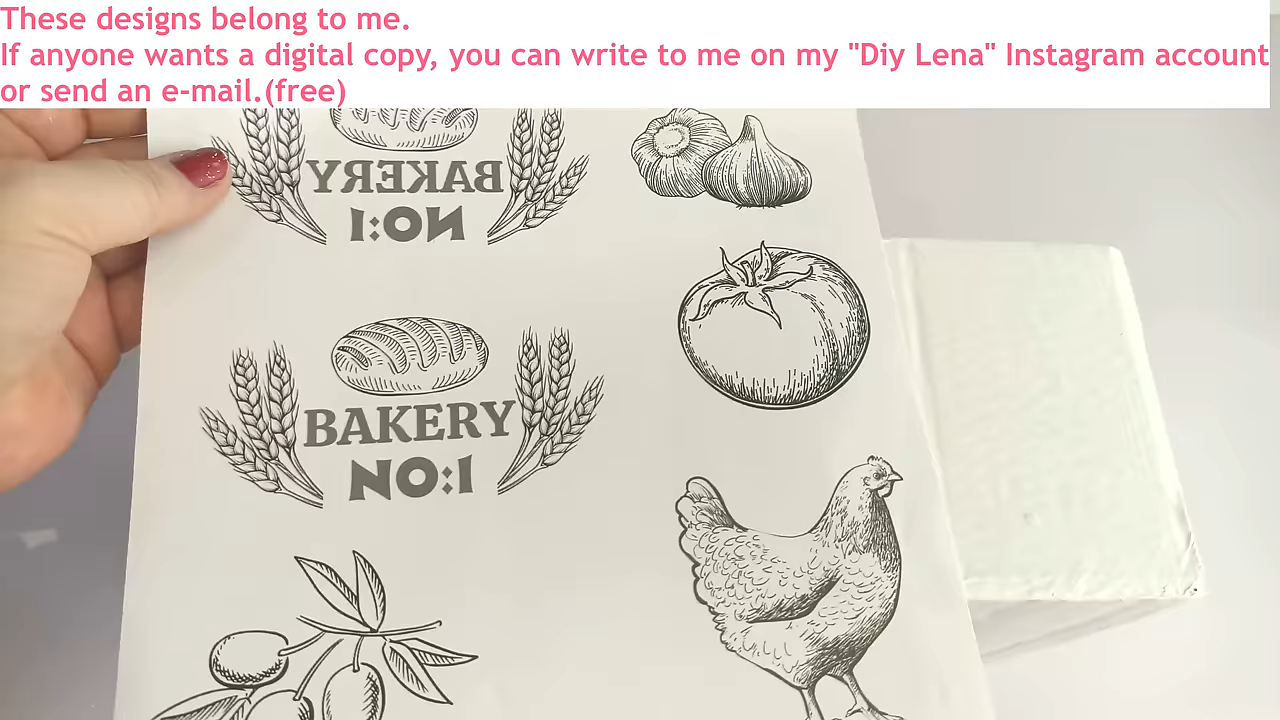 These designs belong to me.
If anyone wants a digital copy, you can write to me on my "Diy Lena" Instagram account
or send an e-mail.(free)
BAKERY
NO:1
BAKERY
NO:1